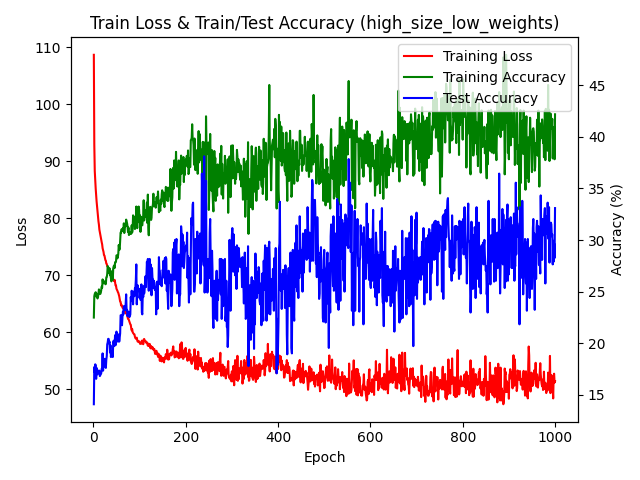 Train Loss & Train/Test Accuracy (high_size_low_weights)
Training Loss
Training Accuracy
Test Accuracy
110
100
90
80
70
60
50
Loss
45
40
35
30
25
20
15
Accuracy (%)
0
200
400
600
800
1000
Epoch